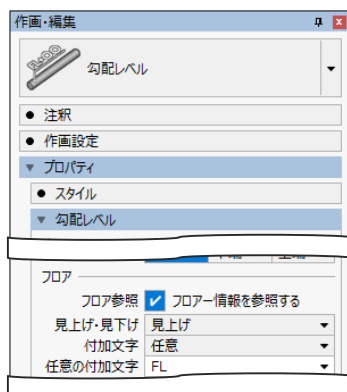 作画・編集
R:OO
勾配レベル
注釈
作画設定
プロパティ
スタイル
勾配レベル
フロア
フロア参照 フロアー情報を参照する
見上げ・見下げ 見上げ
付加文字 任意
任意の付加文字 FL